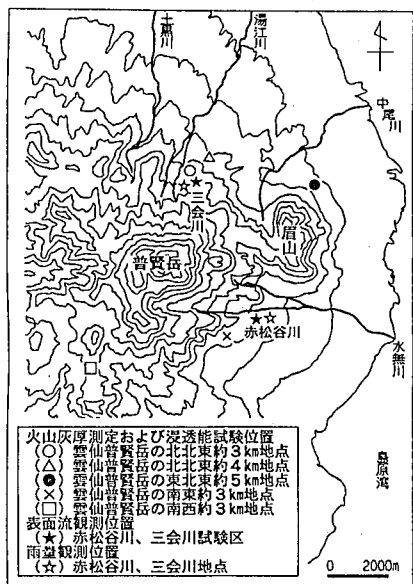 土黒川
湯江川
中尾川
三会川
眉山
普賢岳
赤松谷川
水無川
島原湾
火山灰厚測定および浸透能試験位置
(○) 雲仙普賢岳の北北東約3km地点
(△) 雲仙普賢岳の北北東約4km地点
(●) 雲仙普賢岳の東北東約5km地点
(×) 雲仙普賢岳の南東約3km地点
(□) 雲仙普賢岳の南西約3km地点
表面流観測位置
(★) 赤松谷川、三会川試験区
雨量観測位置
(☆) 赤松谷川、三会川地点
0 2000m